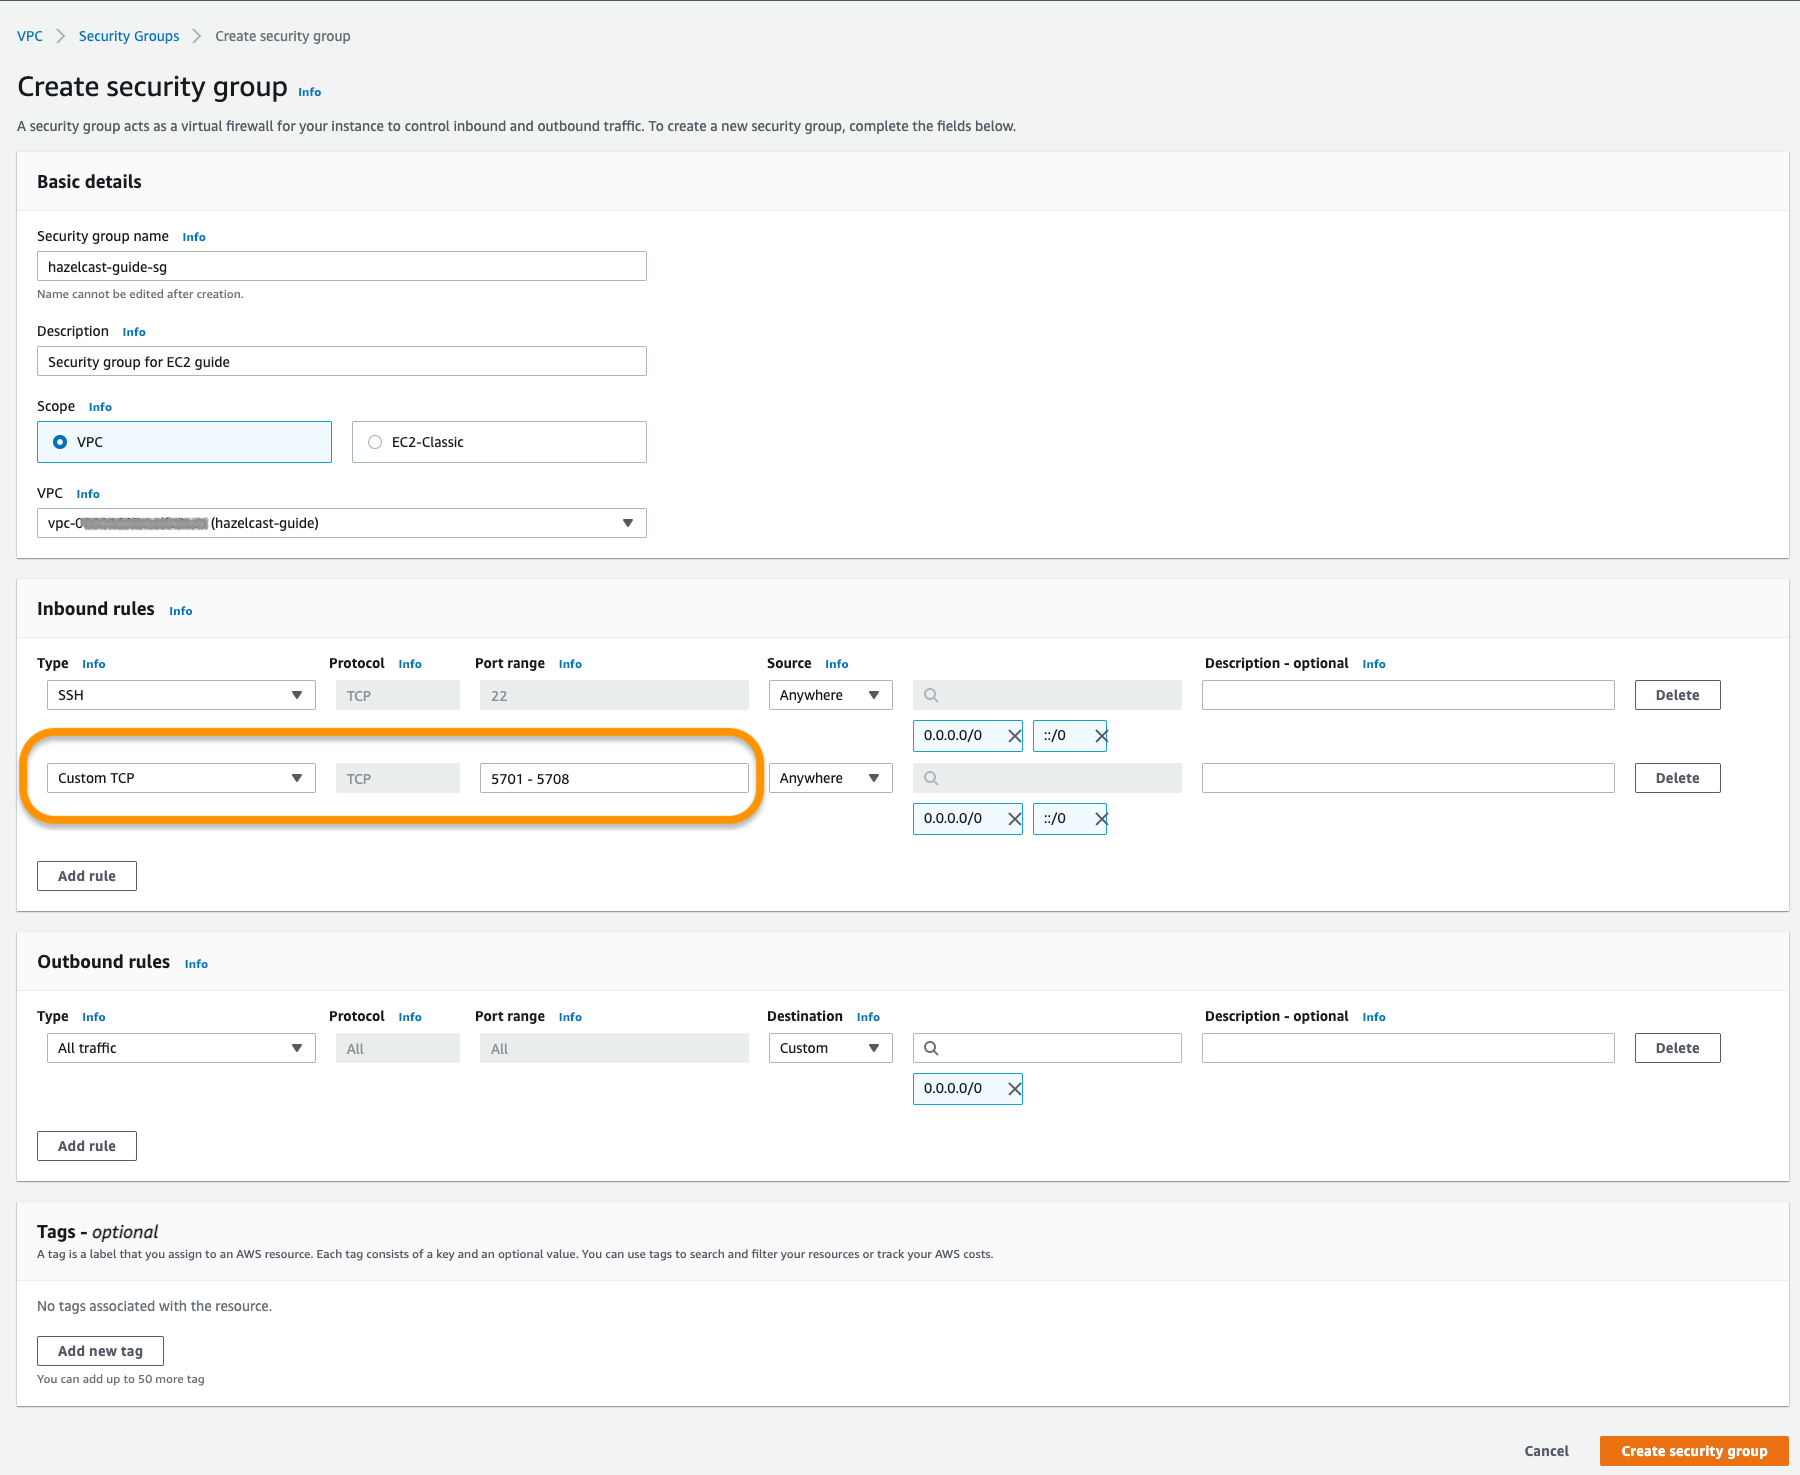 VPC > Security Groups > Create security group
Create security group Info
A security group acts as a virtual firewall for your instance to control inbound and outbound traffic. To create a new security group, complete the fields below.
Basic details
Security group name Info
hazelcast-guide-sg
Name cannot be edited after creation.
Description Info
Security group for EC2 guide
Scope Info
VPC EC2-Classic
VPC Info
vpc-0 (hazelcast-guide)
Inbound rules Info
Type Info Protocol Info Port range Info Source Info Description - optional Info
SSH TCP 22 Anywhere Delete
0.0.0.0/0 ::/0
Custom TCP TCP 5701 - 5708 Anywhere Delete
0.0.0.0/0 ::/0
Add rule
Outbound rules Info
Type Info Protocol Info Port range Info Destination Info Description - optional Info
All traffic All All Custom Delete
0.0.0.0/0
Add rule
Tags - optional
A tag is a label that you assign to an AWS resource. Each tag consists of a key and an optional value. You can use tags to search and filter your resources or track your AWS costs.
No tags associated with the resource.
Add new tag
You can add up to 50 more tag
Cancel Create security group